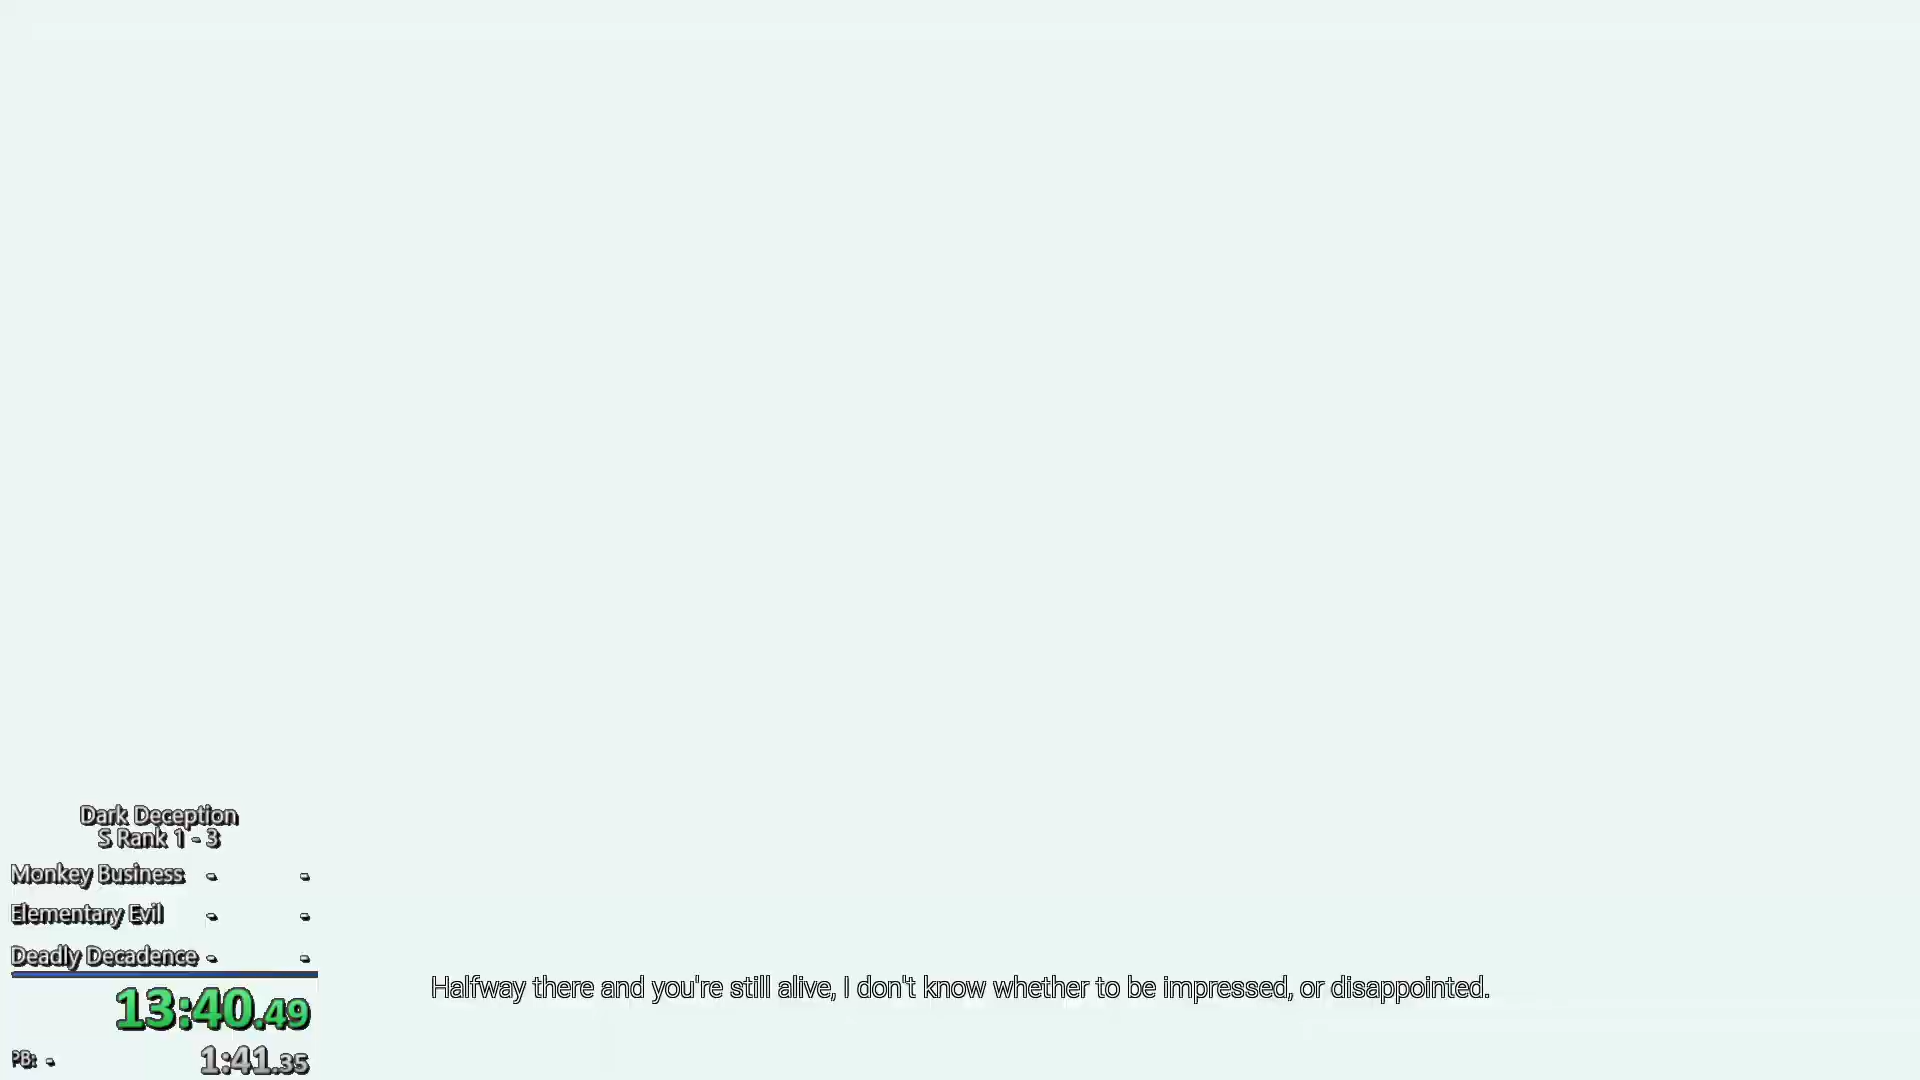 Dark Deception
S Rank 1 - 3
Monkey Business - -
Elementary Evil - -
Deadly Decadence - -
13:40.49
PB: - 1:41.35
Halfway there and you're still alive, I don't know whether to be impressed, or disappointed.